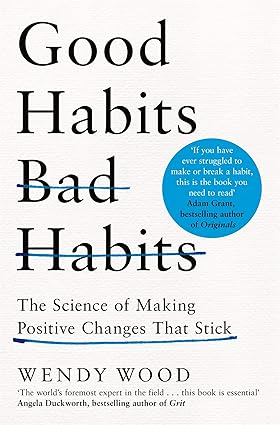 Good
Habits
Bad
Habits
'If you have
ever struggled to
make or break a habit,
this is the book you
need to read'
Adam Grant,
bestselling author
of Originals
The Science of Making
Positive Changes That Stick
WENDY WOOD
'The world's foremost expert in the field . . . this book is essential'
Angela Duckworth, bestselling author of Grit